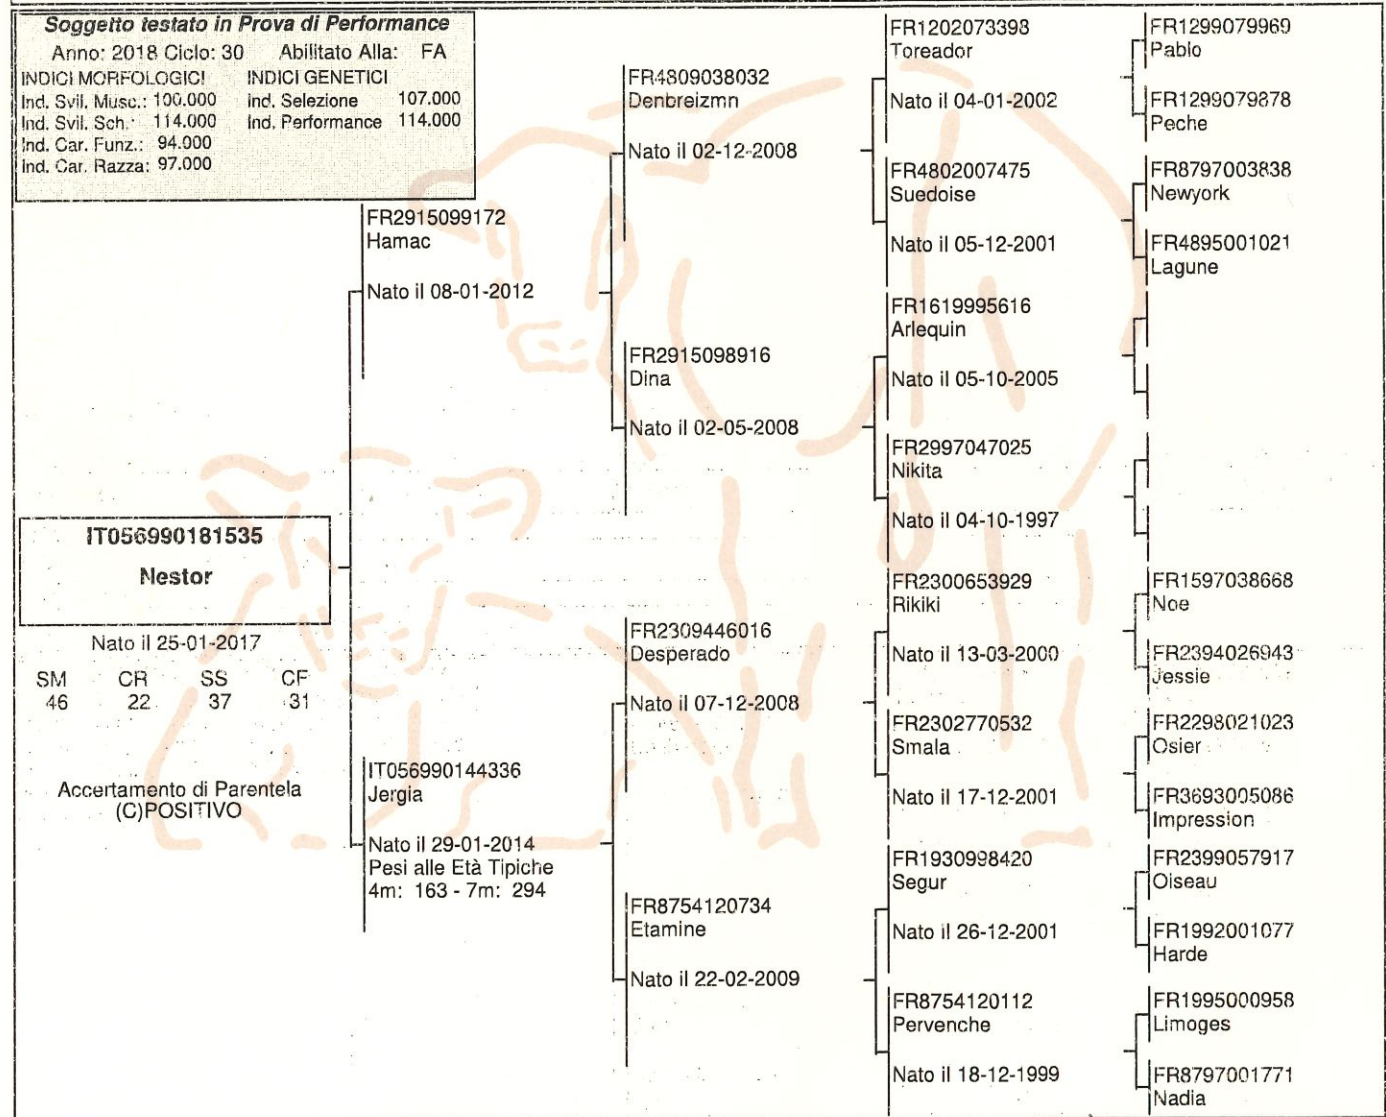 Soggetto testato in Prova di Performance
Anno: 2018 Ciclo: 30 Abilitato Alla: FA
INDICI MORFOLOGICI INDICI GENETICI
Ind. Svil. Musc.: 100.000 Ind. Selezione 107.000
Ind. Svil. Sch.: 114.000 Ind. Performance 114.000
Ind. Car. Funz.: 94.000
Ind. Car. Razza: 97.000
IT056990181535
Nestor
Nato il 25-01-2017
SM CR SS CF
46 22 37 31
Accertamento di Parentela
(C)POSITIVO
FR2915099172
Hamac
Nato il 08-01-2012
IT056990144336
Jergia
Nato il 29-01-2014
Pesi alle Età Tipiche
4m: 163 - 7m: 294
FR4809038032
Denbreizmn
Nato il 02-12-2008
FR2915098916
Dina
Nato il 02-05-2008
FR2309446016
Desperado
Nato il 07-12-2008
FR8754120734
Etamine
Nato il 22-02-2009
FR1202073398
Toreador
Nato il 04-01-2002
FR4802007475
Suedoise
Nato il 05-12-2001
FR1619995616
Arlequin
Nato il 05-10-2005
FR2997047025
Nikita
Nato il 04-10-1997
FR2300653929
Rikiki
Nato il 13-03-2000
FR2302770532
Smala
Nato il 17-12-2001
FR1930998420
Segur
Nato il 26-12-2001
FR8754120112
Pervenche
Nato il 18-12-1999
FR1299079969
Pablo
FR1299079878
Peche
FR8797003838
Newyork
FR4895001021
Lagune
FR1597038668
Noe
FR2394026943
Jessie
FR2298021023
Osier
FR3693005086
Impression
FR2399057917
Oiseau
FR1992001077
Harde
FR1995000958
Limoges
FR8797001771
Nadia